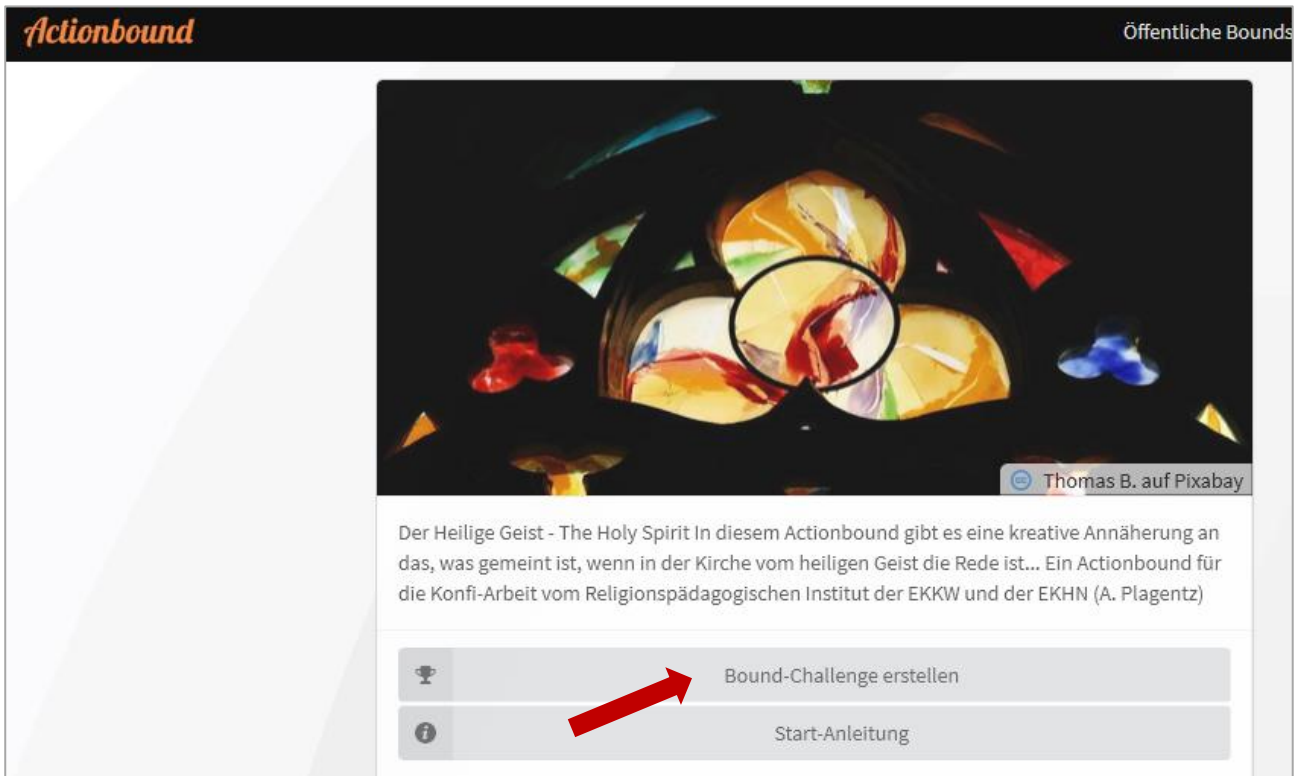 Actionbound
Öffentliche Bounds
Thomas B. auf Pixabay
Der Heilige Geist - The Holy Spirit In diesem Actionbound gibt es eine kreative Annäherung an
das, was gemeint ist, wenn in der Kirche vom heiligen Geist die Rede ist... Ein Actionbound für
die Konfi-Arbeit vom Religionspädagogischen Institut der EKKW und der EKHN (A. Plagentz)
Bound-Challenge erstellen
Start-Anleitung